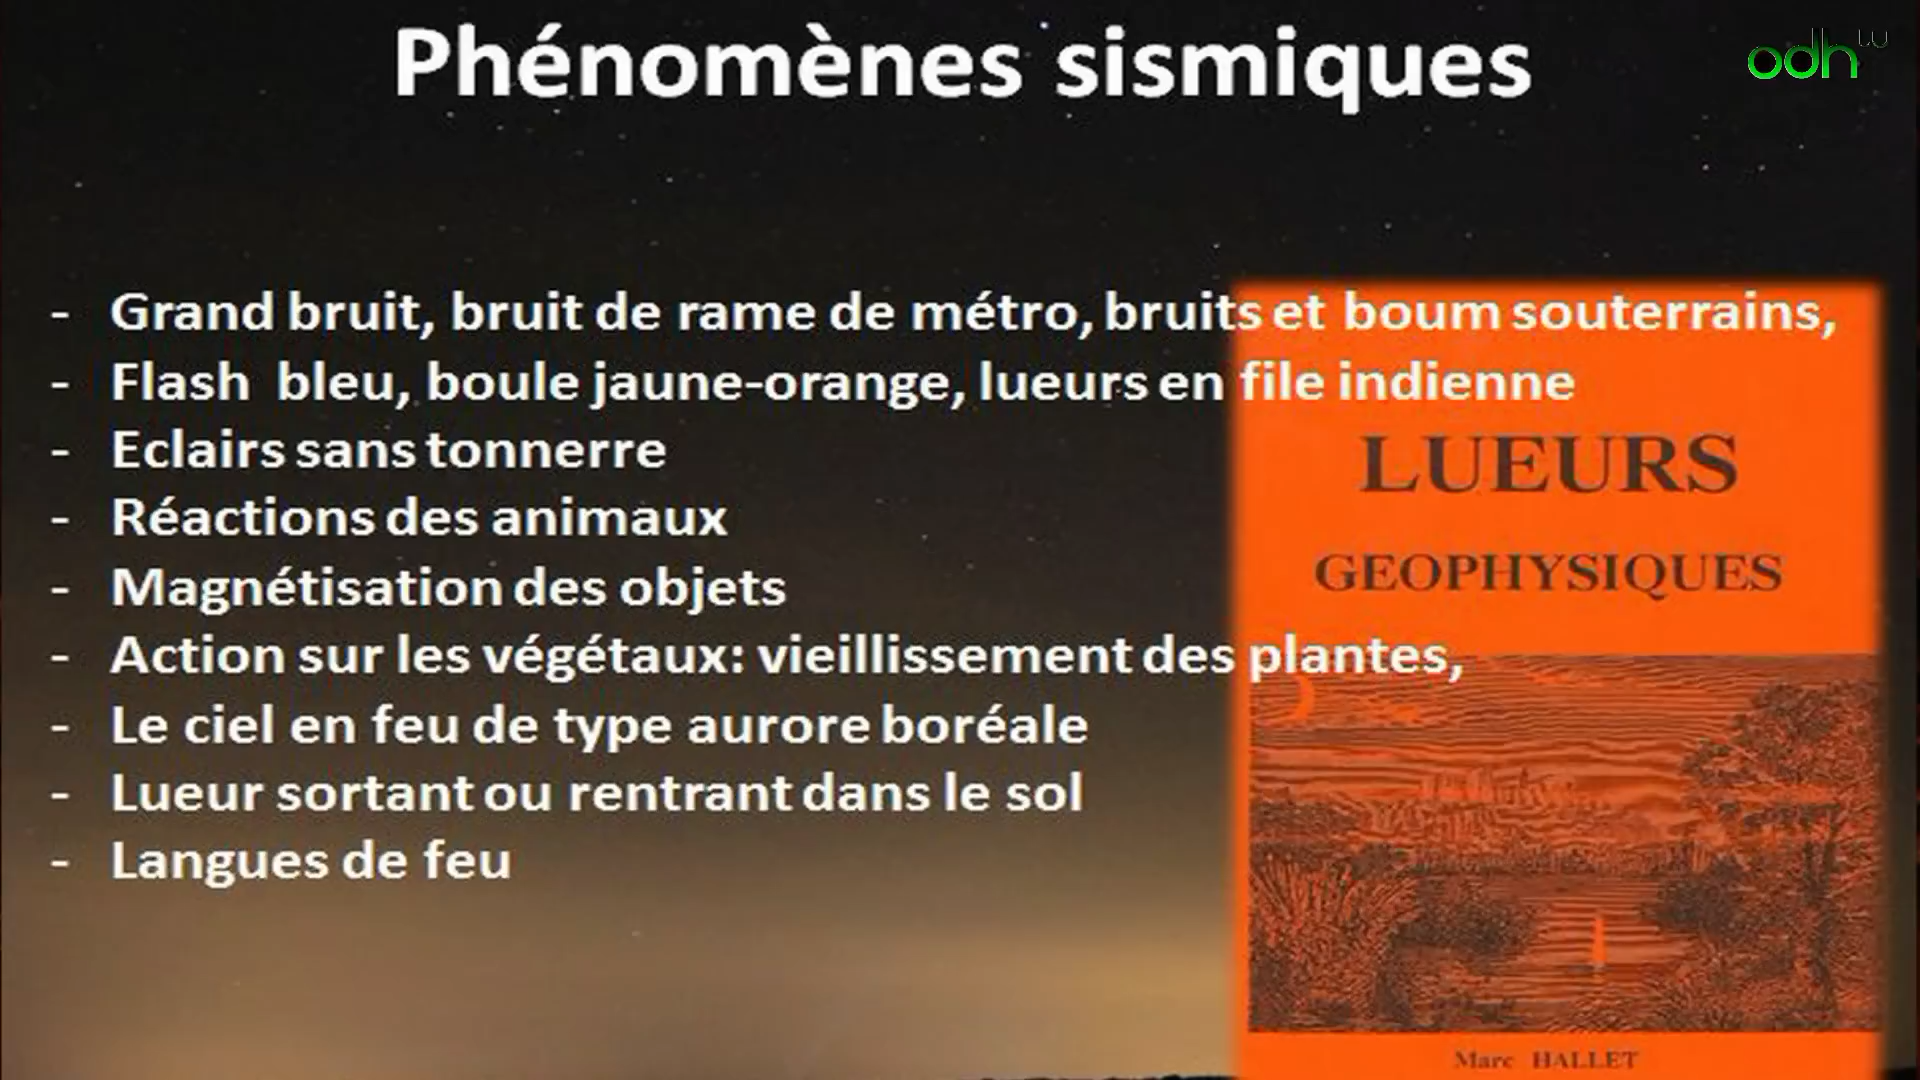 Phénomènes sismiques
odh
- Grand bruit, bruit de rame de métro, bruits et boum souterrains,
- Flash bleu, boule jaune-orange, lueurs en file indienne
- Eclairs sans tonnerre
- Réactions des animaux
- Magnétisation des objets
- Action sur les végétaux: vieillissement des plantes,
- Le ciel en feu de type aurore boréale
- Lueur sortant ou rentrant dans le sol
- Langues de feu
LUEURS
GEOPHYSIQUES
Marc HALLET